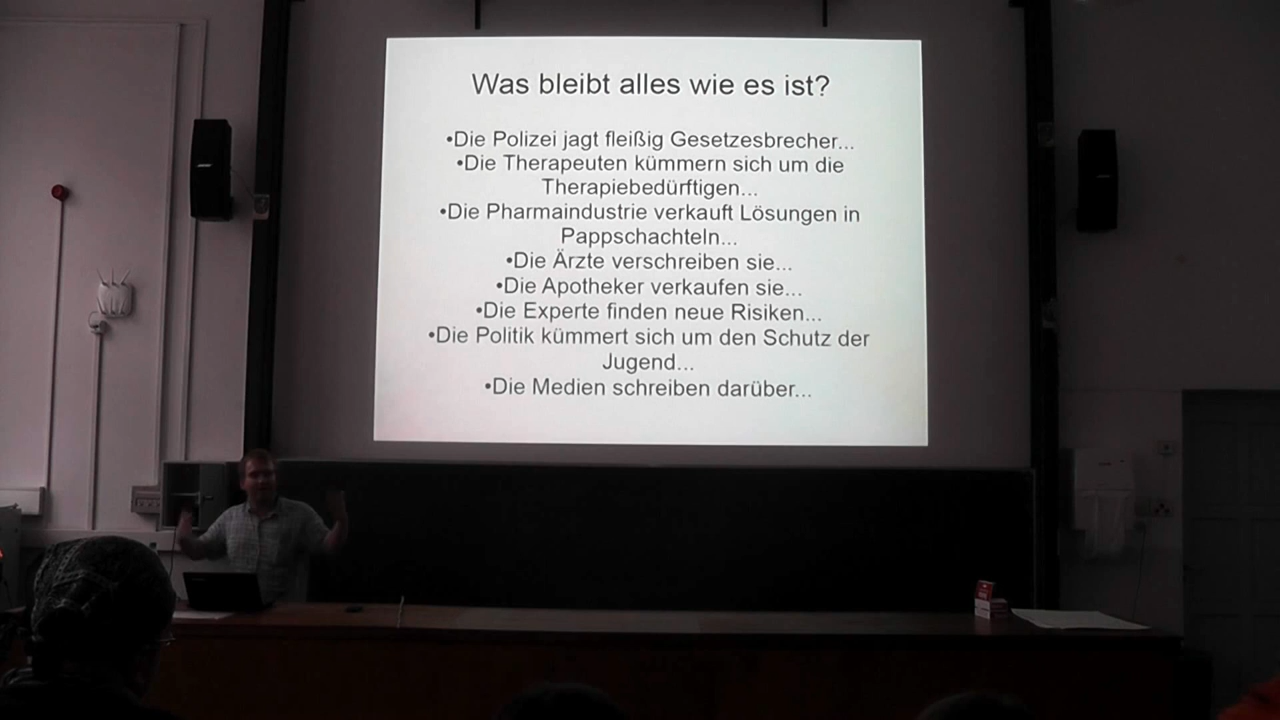 Was bleibt alles wie es ist?
•Die Polizei jagt fleißig Gesetzesbrecher...
•Die Therapeuten kümmern sich um die
Therapiebedürftigen...
•Die Pharmaindustrie verkauft Lösungen in
Pappschachteln...
•Die Ärzte verschreiben sie...
•Die Apotheker verkaufen sie...
•Die Experte finden neue Risiken...
•Die Politik kümmert sich um den Schutz der
Jugend...
•Die Medien schreiben darüber...